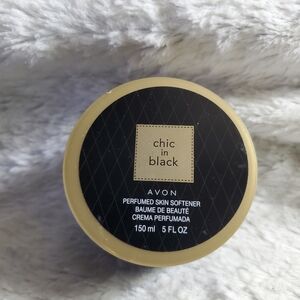 chic
in
black
AVON
PERFUMED SKIN SOFTENER
BAUME DE BEAUTÉ
CREMA PERFUMADA
150 ml 5 FL OZ